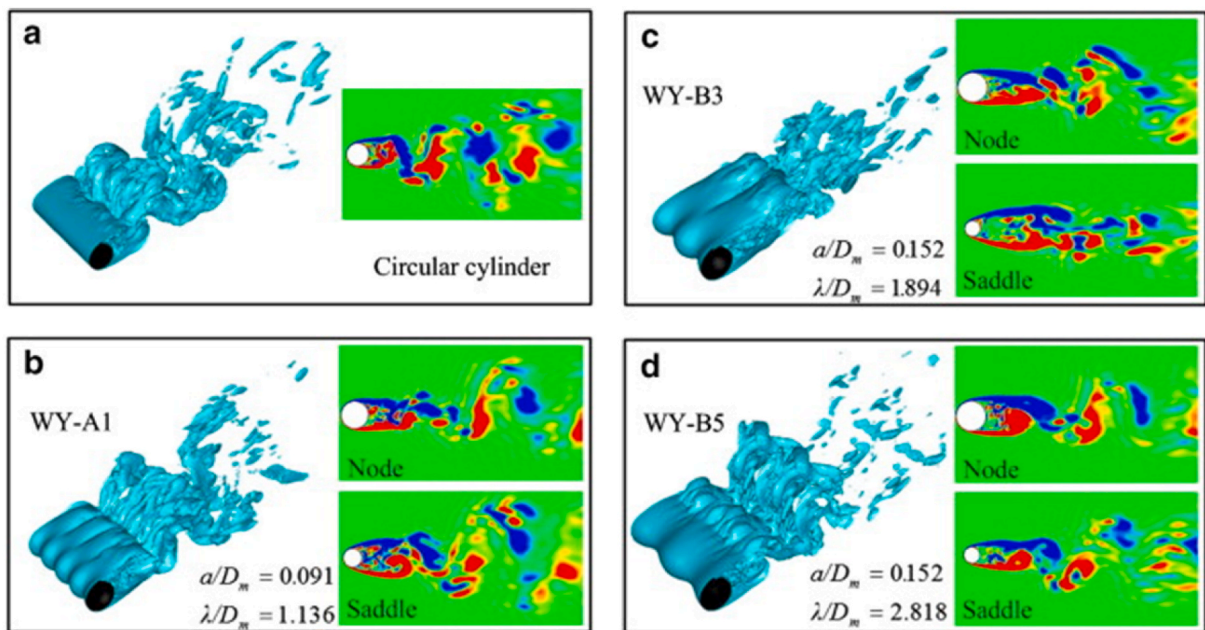 a
Circular cylinder
b
WY-A1
Node
Saddle
a/Dm = 0.091
λ/Dm = 1.136
c
WY-B3
Node
Saddle
a/Dm = 0.152
λ/Dm = 1.894
d
WY-B5
Node
Saddle
a/Dm = 0.152
λ/Dm = 2.818